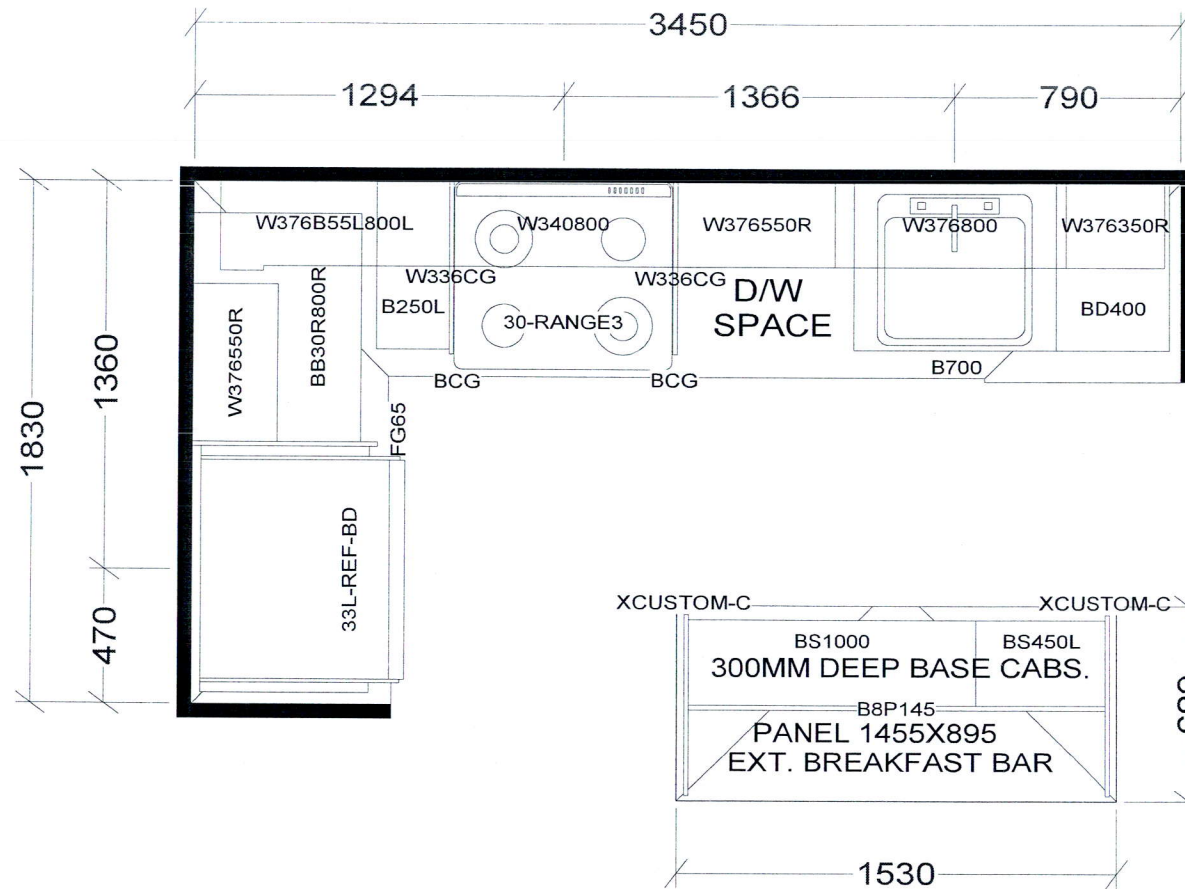 3450
1294
1366
790
W376B55L800L
W340800
W376550R
W376800
W376350R
W336CG
W336CG
B250L
30-RANGE3
D/W
SPACE
BD400
BB30R800R
W376550R
B700
BCG
BCG
FG65
1360
1830
470
33L-REF-BD
XCUSTOM-C
XCUSTOM-C
BS1000
BS450L
300MM DEEP BASE CABS.
B8P145
PANEL 1455X895
EXT. BREAKFAST BAR
1530